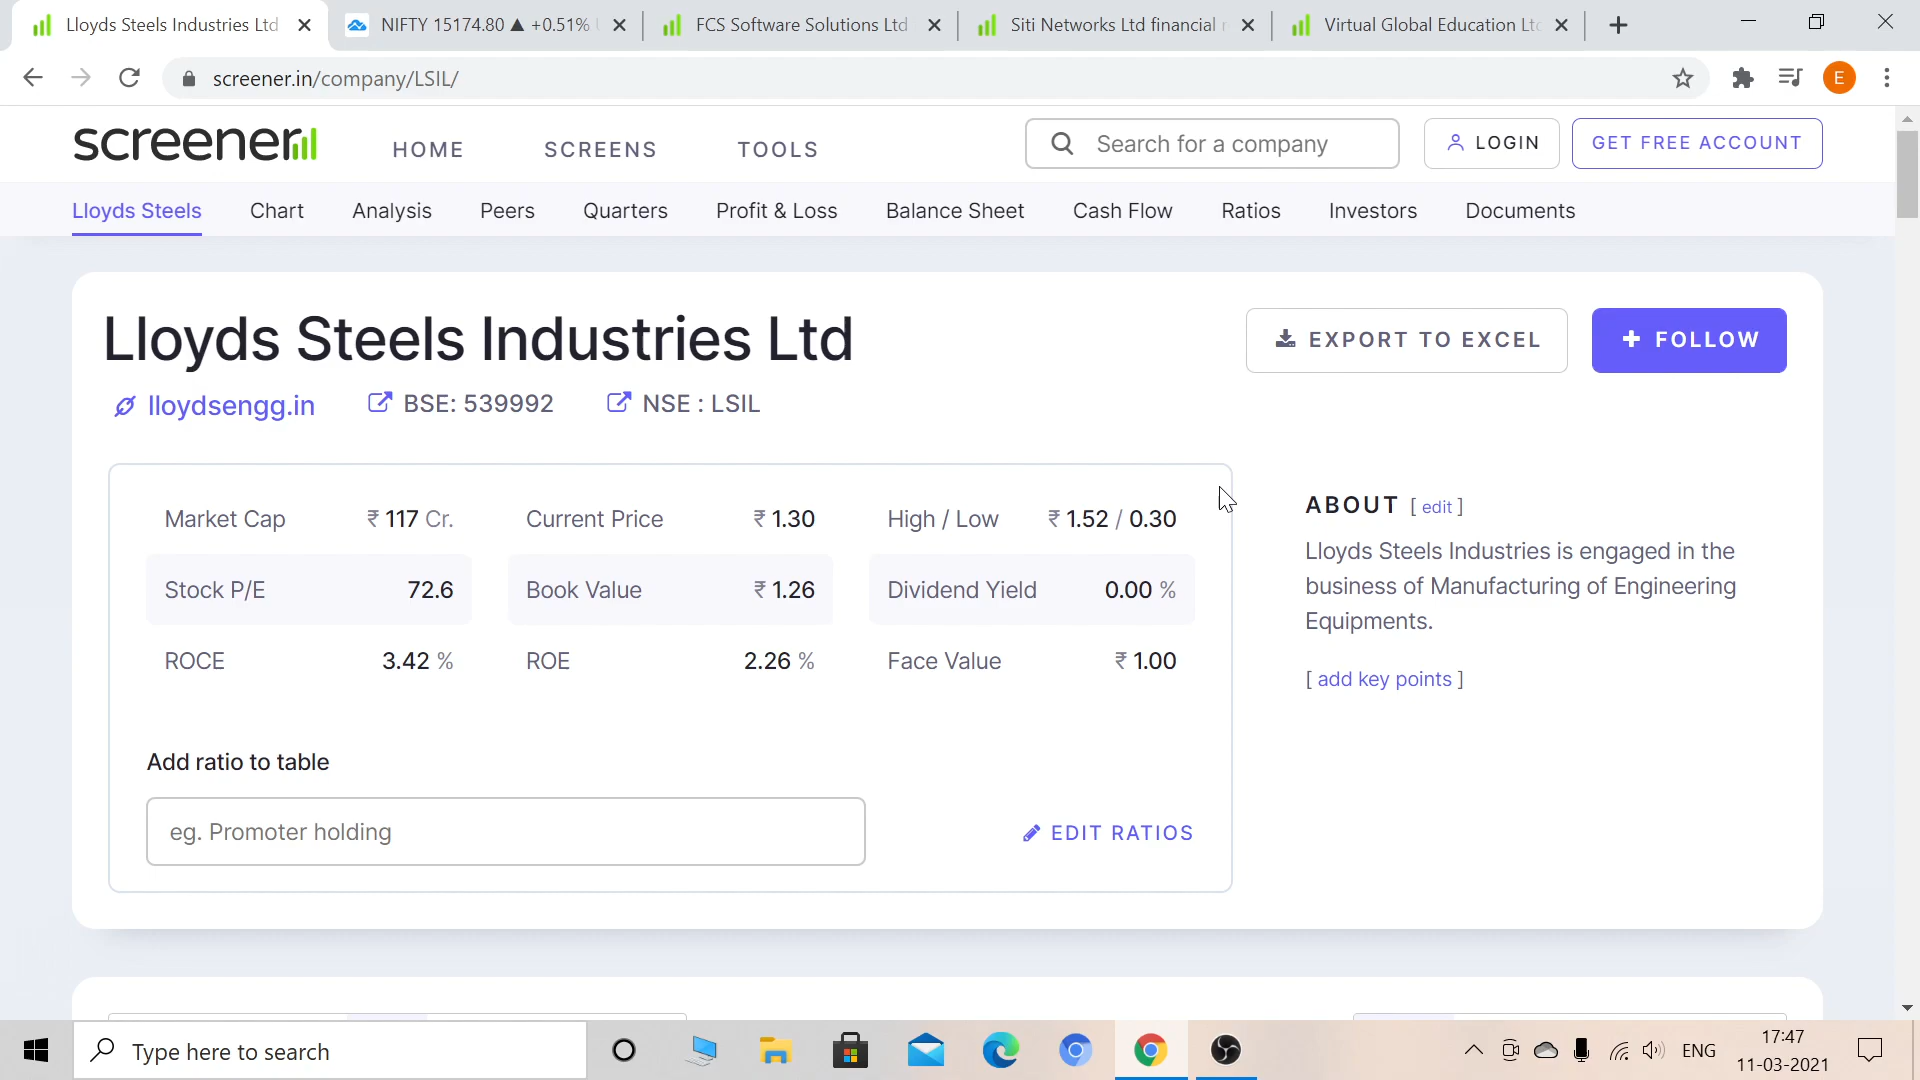 Lloyds Steels Industries Ltd
NIFTY 15174.80 ▲ +0.51%
FCS Software Solutions Ltd
Siti Networks Ltd financial
Virtual Global Education
screener.in/company/LSIL/
E
screener
HOME
SCREENS
TOOLS
Search for a company
LOGIN
GET FREE ACCOUNT
Lloyds Steels
Chart
Analysis
Peers
Quarters
Profit & Loss
Balance Sheet
Cash Flow
Ratios
Investors
Documents
Lloyds Steels Industries Ltd
EXPORT TO EXCEL
+ FOLLOW
lloydsengg.in
BSE: 539992
NSE : LSIL
Market Cap ₹ 117 Cr.
Current Price ₹ 1.30
High / Low ₹ 1.52 / 0.30
Stock P/E 72.6
Book Value ₹ 1.26
Dividend Yield 0.00 %
ROCE 3.42 %
ROE 2.26 %
Face Value ₹ 1.00
Add ratio to table
eg. Promoter holding
EDIT RATIOS
ABOUT [ edit ]
Lloyds Steels Industries is engaged in the
business of Manufacturing of Engineering
Equipments.
[ add key points ]
Type here to search
ENG
17:47
11-03-2021